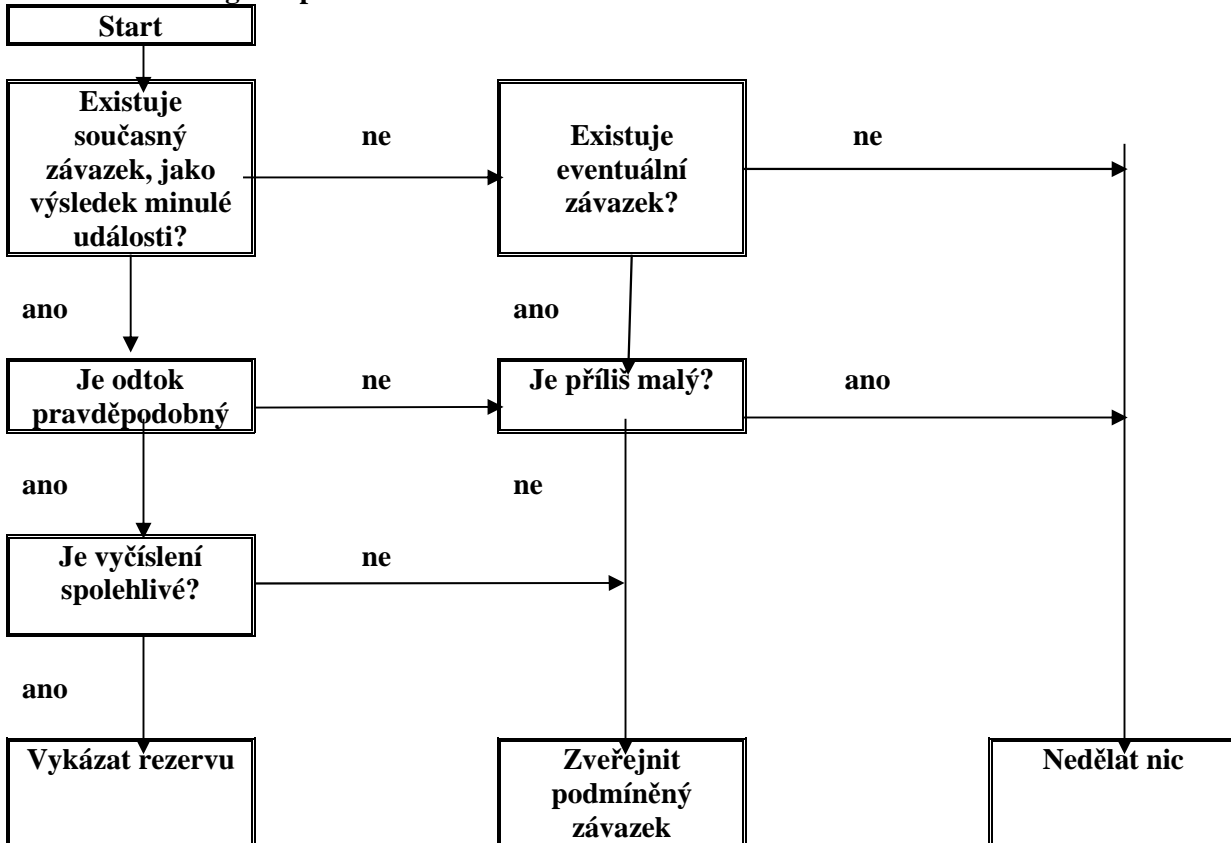 Start
Existuje
současný
závazek, jako
výsledek minulé
události?
ne
Existuje
eventuální
závazek?
ne
ano
ano
Je odtok
pravděpodobný
ne
Je příliš malý?
ano
ano
ne
Je vyčíslení
spolehlivé?
ne
ano
Vykázat rezervu
Zveřejnit
podmíněný
závazek
Nedělat nic